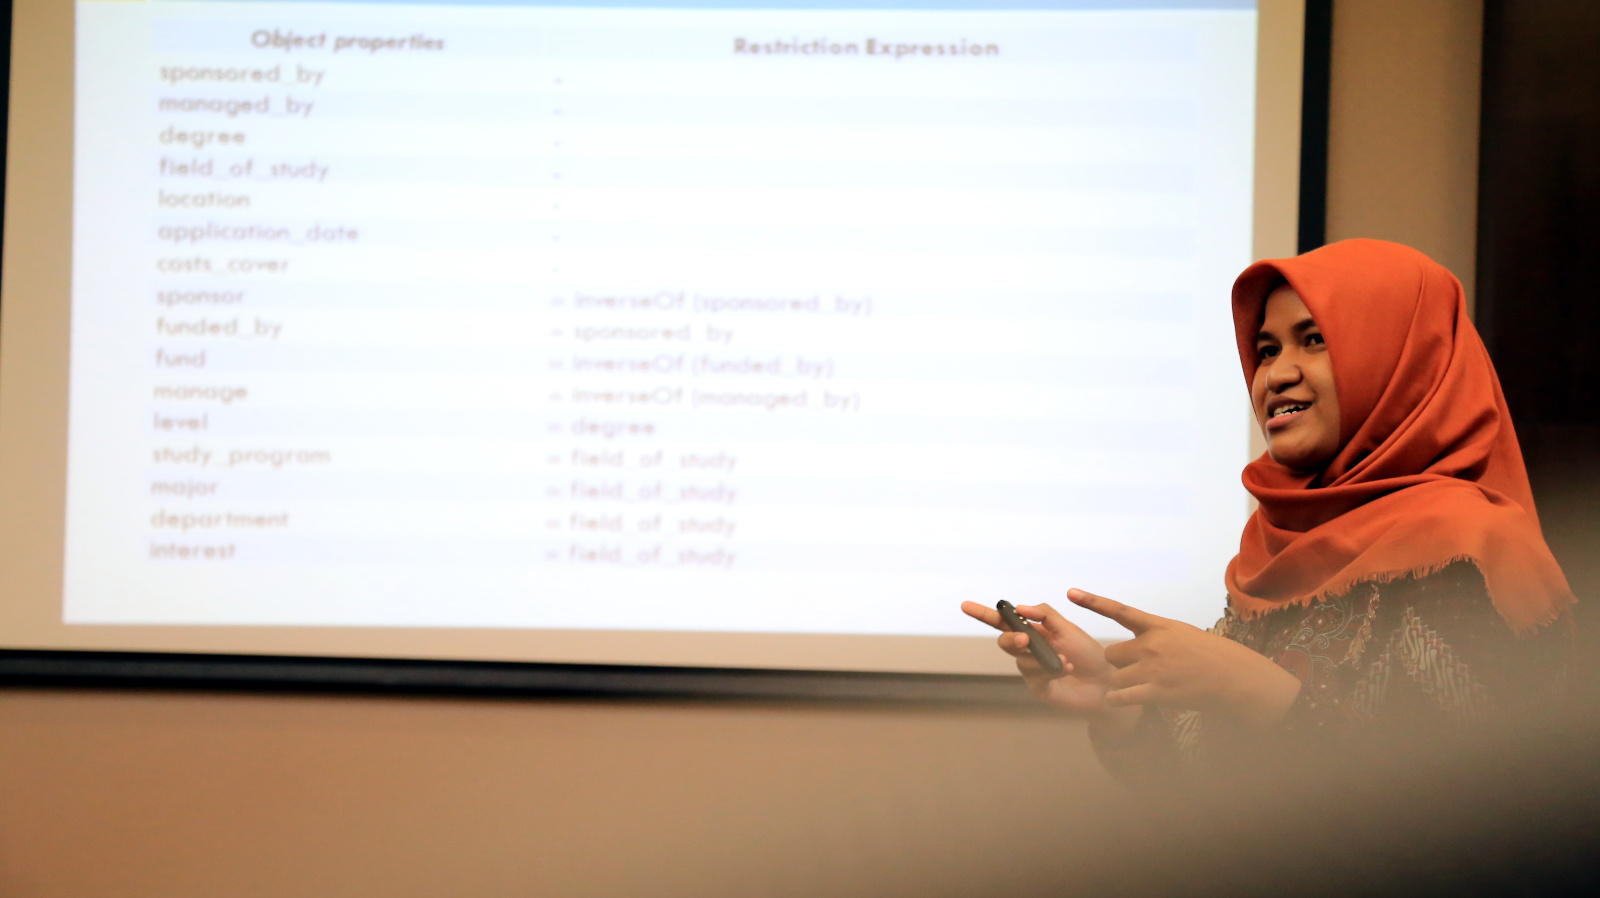 Object properties Restriction Expression
sponsored_by -
managed_by -
degree -
field_of_study -
location -
application_date -
costs_cover -
sponsor = inverseOf (sponsored_by)
funded_by = sponsored_by
fund = inverseOf (funded_by)
manage = inverseOf (managed_by)
level = degree
study_program = field_of_study
major = field_of_study
department = field_of_study
interest = field_of_study